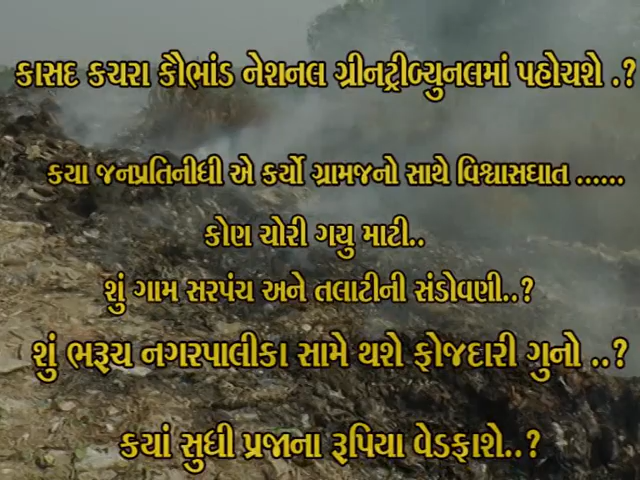 કાસદ કચરા કૌભાંડ નેશનલ ગ્રીનટ્રીબ્યુનલમાં પહોચશે .?
કયા જનપ્રતિનીધી એ કર્યો ગ્રામજનો સાથે વિશ્વાસઘાત ......
કોણ ચોરી ગયુ માટી..
શું ગામ સરપંચ અને તલાટીની સંડોવણી..?
શું ભરૂચ નગરપાલીકા સામે થશે ફોજદારી ગુનો ..?
કયાં સુધી પ્રજાના રૂપિયા વેડફાશે..?